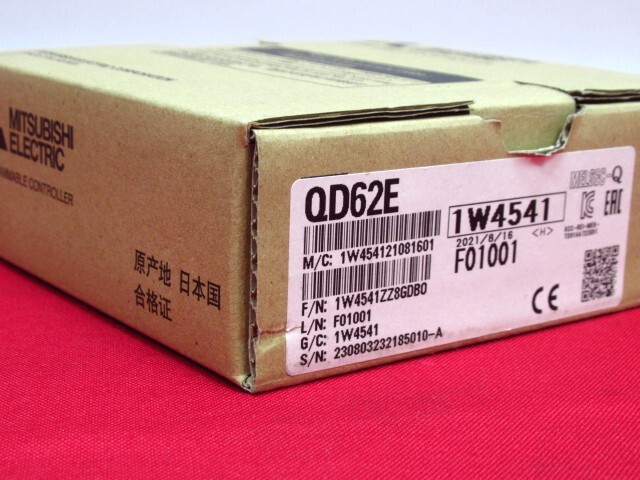 MITSUBISHI
ELECTRIC
MMABLE CONTROLLER
原产地 日本国
合格证
QD62E
MELSEC-Q
1W4541
2021/8/16 <H>
M/C: 1W454121081601
F01001
EAC
F/N: 1W4541ZZ8GDB0
L/N: F01001
G/C: 1W4541
S/N: 230803232185010-A
CE